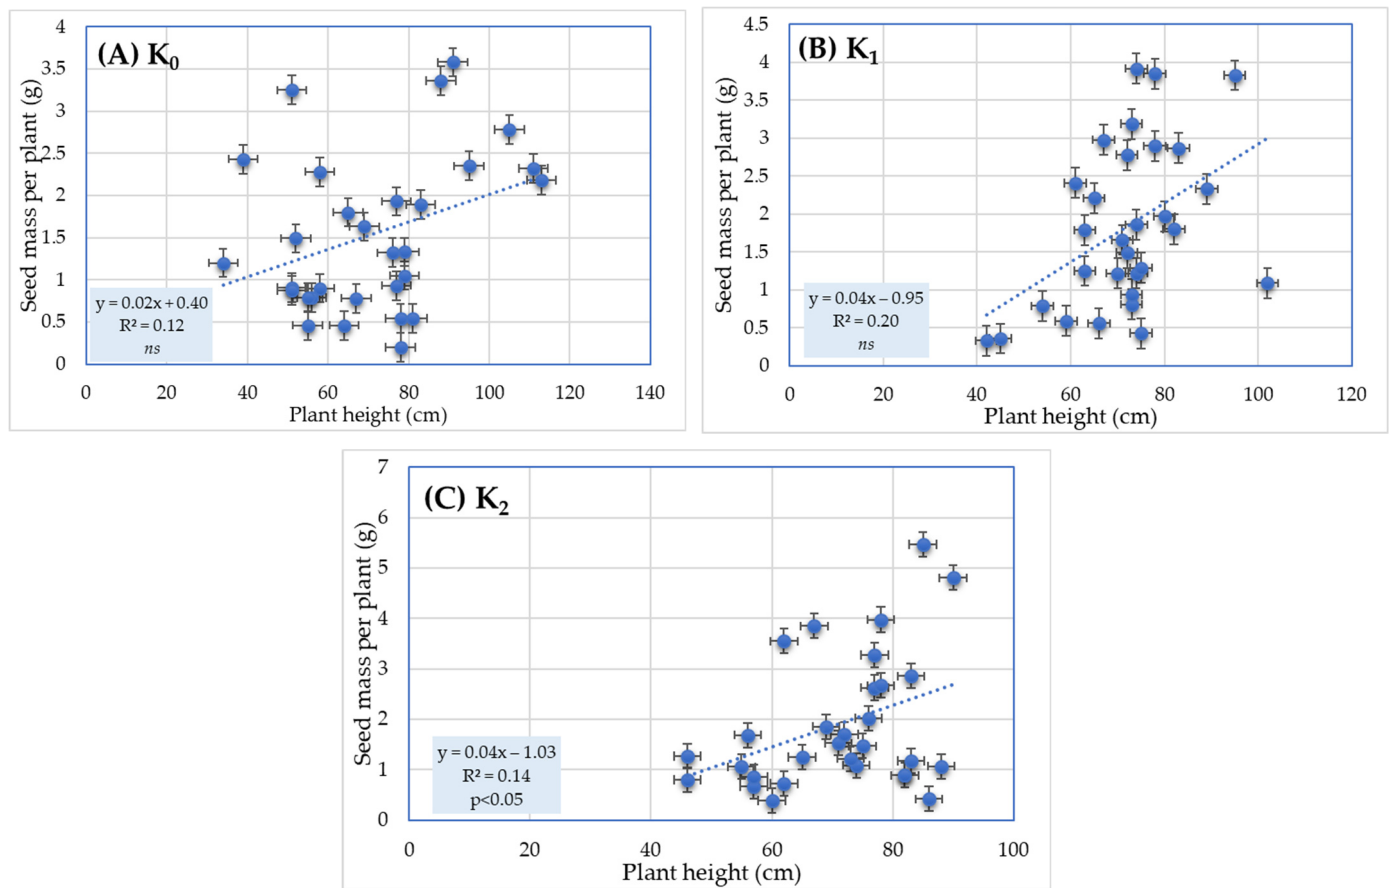 (A) K₀
Seed mass per plant (g)
4
3.5
3
2.5
2
1.5
1
0.5
0
y = 0.02x + 0.40
R² = 0.12
ns
0 20 40 60 80 100 120 140
Plant height (cm)
(B) K₁
Seed mass per plant (g)
4.5
4
3.5
3
2.5
2
1.5
1
0.5
0
y = 0.04x – 0.95
R² = 0.20
ns
0 20 40 60 80 100 120
Plant height (cm)
(C) K₂
Seed mass per plant (g)
7
6
5
4
3
2
1
0
y = 0.04x – 1.03
R² = 0.14
p<0.05
0 20 40 60 80 100
Plant height (cm)